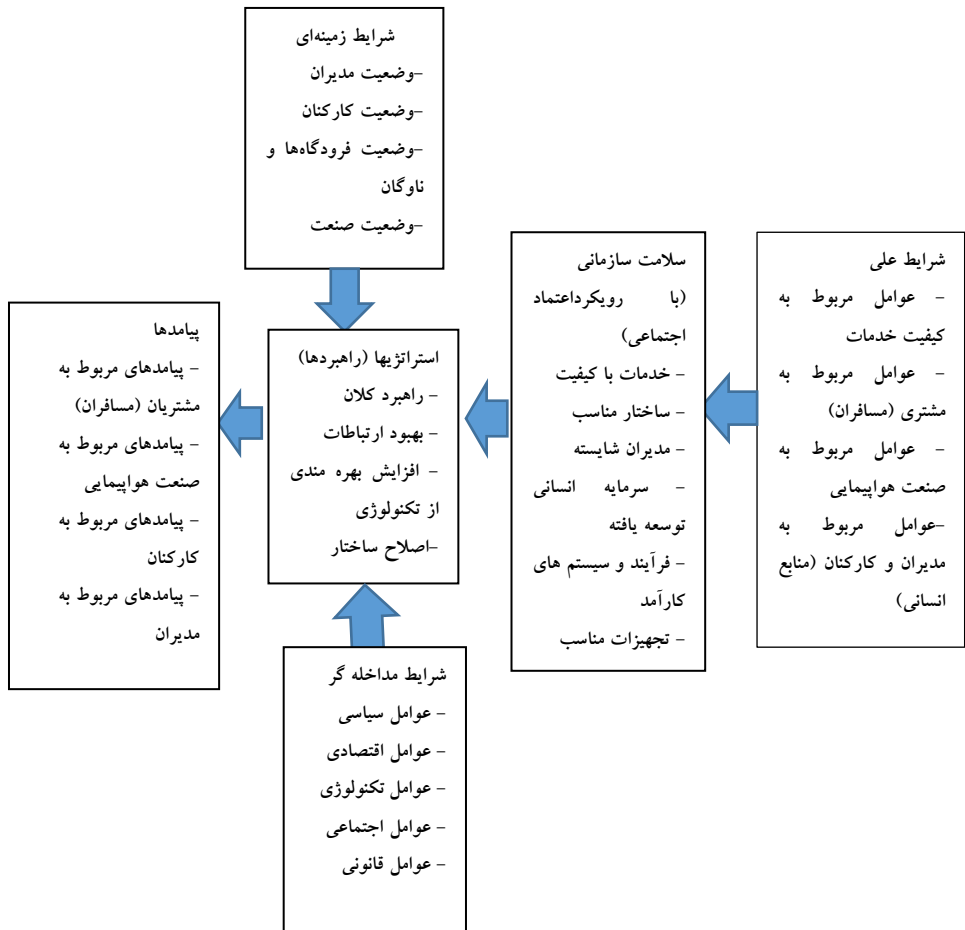 شرایط زمینه‌ای
-وضعیت مدیران
-وضعیت کارکنان
-وضعیت فرودگاه‌ها و
ناوگان
-وضعیت صنعت
شرایط علی
- عوامل مربوط به
کیفیت خدمات
- عوامل مربوط به
مشتری (مسافران)
- عوامل مربوط به
صنعت هواپیمایی
-عوامل مربوط به
مدیران و کارکنان (منابع
انسانی)
سلامت سازمانی
(با رویکرداعتماد
اجتماعی)
- خدمات با کیفیت
- ساختار مناسب
- مدیران شایسته
- سرمایه انسانی
توسعه یافته
- فرآیند و سیستم های
کارآمد
- تجهیزات مناسب
استراتژیها (راهبردها)
- راهبرد کلان
- بهبود ارتباطات
- افزایش بهره مندی
از تکنولوژی
-اصلاح ساختار
پیامدها
- پیامدهای مربوط به
مشتریان (مسافران)
- پیامدهای مربوط به
صنعت هواپیمایی
- پیامدهای مربوط به
کارکنان
- پیامدهای مربوط به
مدیران
شرایط مداخله گر
- عوامل سیاسی
- عوامل اقتصادی
- عوامل تکنولوژی
- عوامل اجتماعی
- عوامل قانونی